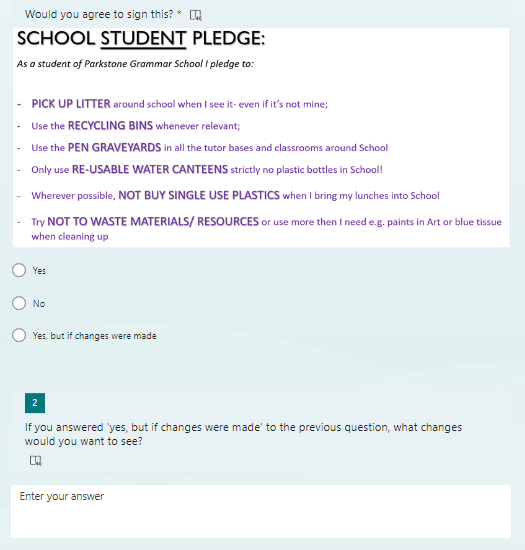 Would you agree to sign this? *
SCHOOL STUDENT PLEDGE:
As a student of Parkstone Grammar School I pledge to:
- PICK UP LITTER around school when I see it- even if it's not mine;
- Use the RECYCLING BINS whenever relevant;
- Use the PEN GRAVEYARDS in all the tutor bases and classrooms around School
- Only use RE-USABLE WATER CANTEENS strictly no plastic bottles in School!
- Wherever possible, NOT BUY SINGLE USE PLASTICS when I bring my lunches into School
- Try NOT TO WASTE MATERIALS/ RESOURCES or use more then I need e.g. paints in Art or blue tissue
when cleaning up
Yes
No
Yes, but if changes were made
2
If you answered 'yes, but if changes were made' to the previous question, what changes
would you want to see?
Enter your answer